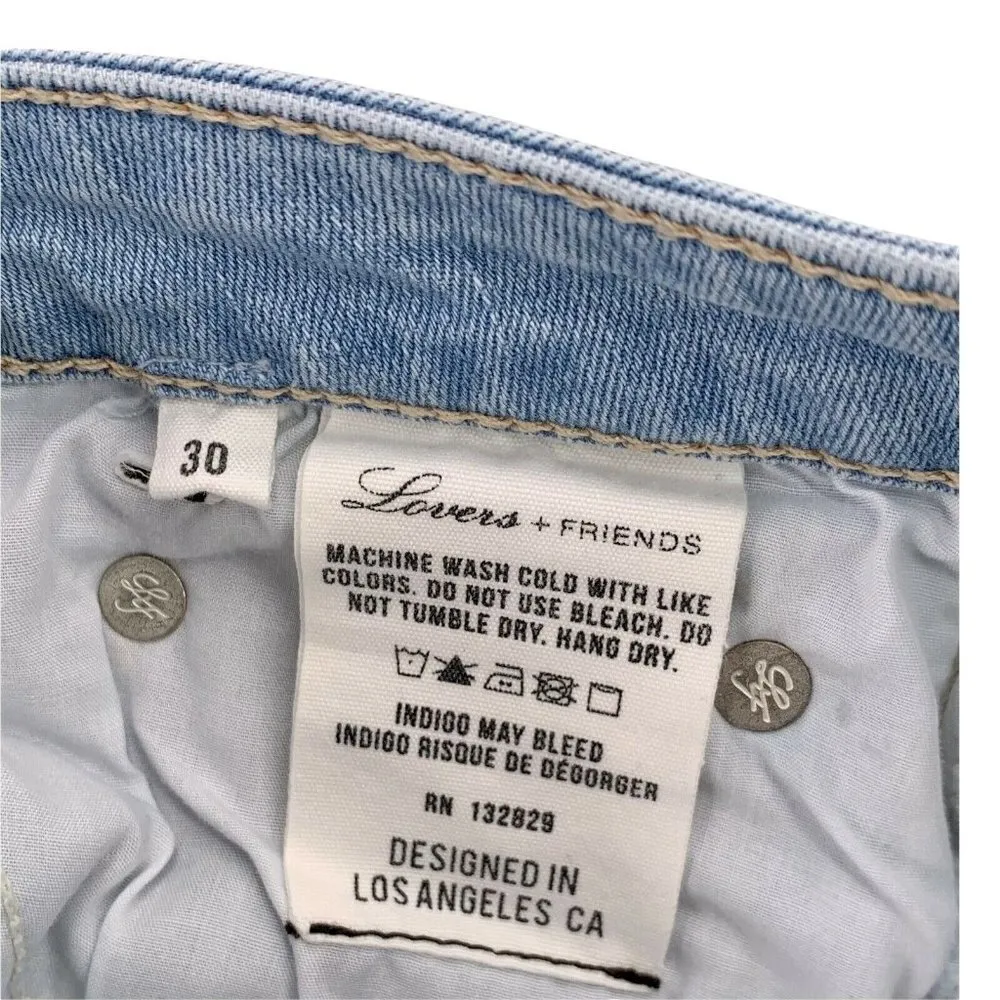 30
Lovers + FRIENDS
MACHINE WASH COLD WITH LIKE
COLORS. DO NOT USE BLEACH. DO
NOT TUMBLE DRY. HANG DRY.
INDIGO MAY BLEED
INDIGO RISQUE DE DÉGORGER
RN 132829
DESIGNED IN
LOS ANGELES CA